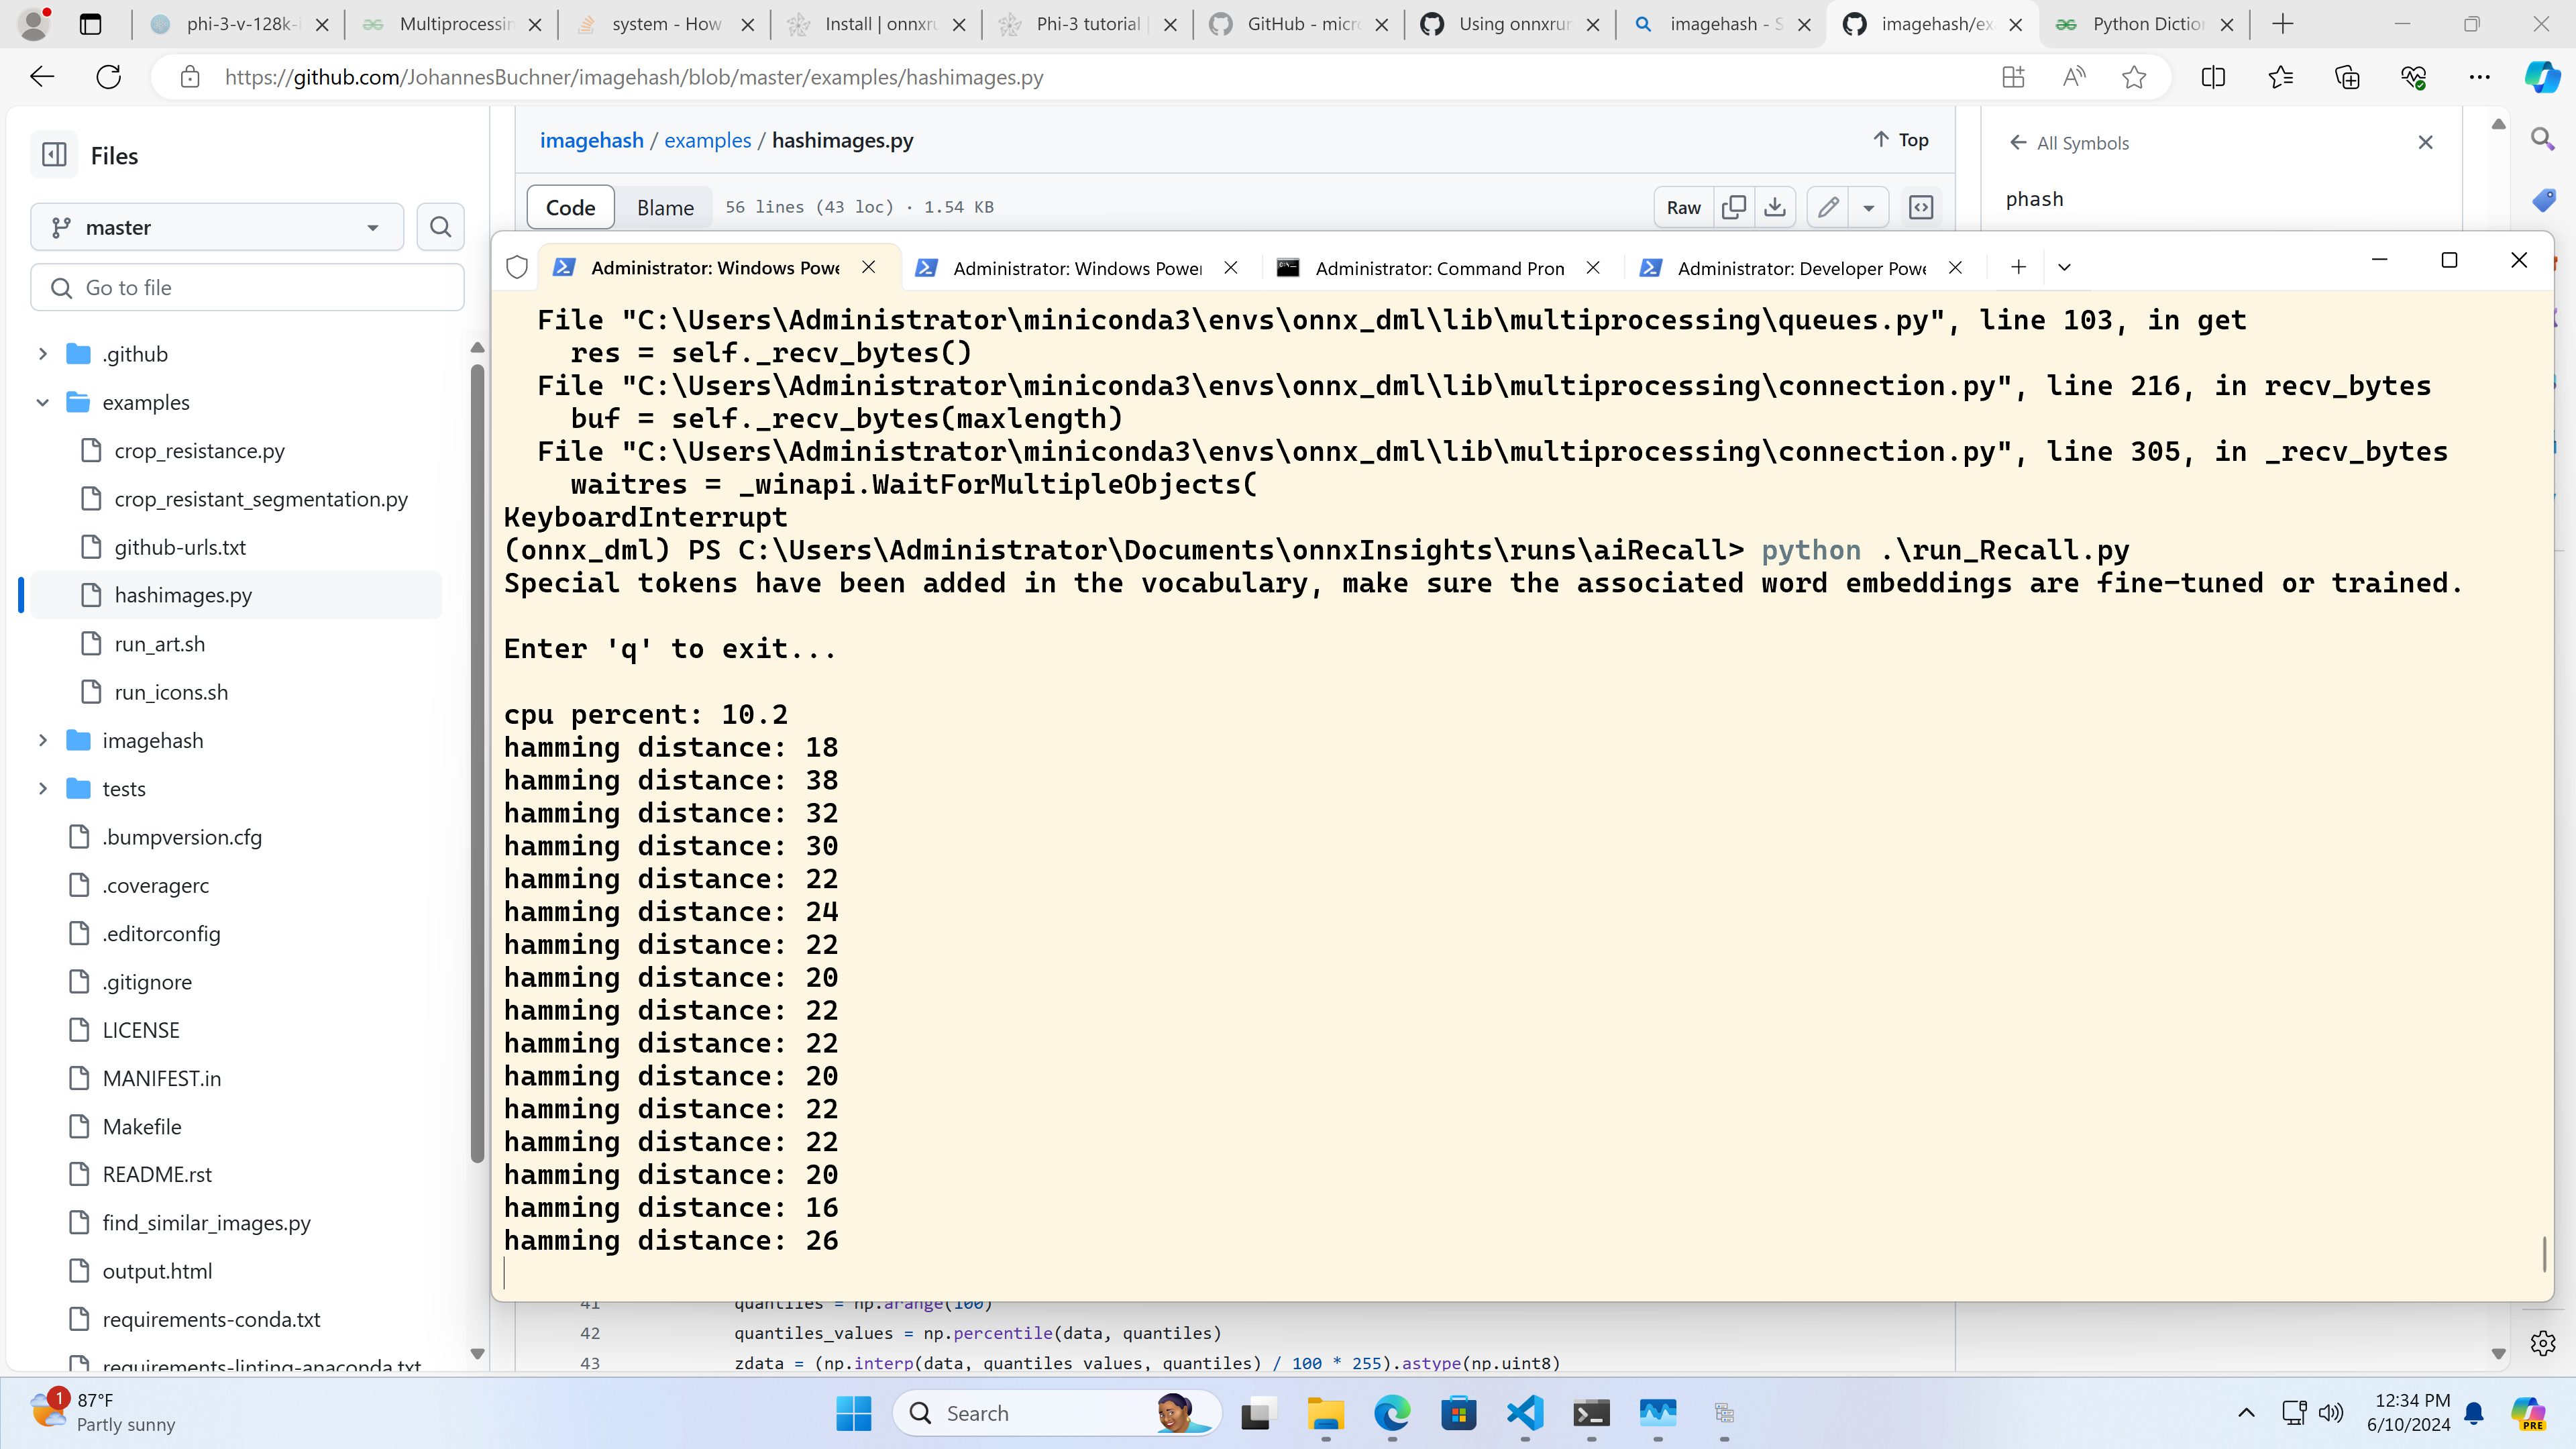 phi-3-v-128k-i
Multiprocessin
system - How
Install | onnxru
Phi-3 tutorial |
GitHub - micro
Using onnxrun
imagehash - S
imagehash/exa
Python Diction
https://github.com/JohannesBuchner/imagehash/blob/master/examples/hashimages.py
Files
master
Go to file
.github
examples
crop_resistance.py
crop_resistant_segmentation.py
github-urls.txt
hashimages.py
run_art.sh
run_icons.sh
imagehash
tests
.bumpversion.cfg
.coveragerc
.editorconfig
.gitignore
LICENSE
MANIFEST.in
Makefile
README.rst
find_similar_images.py
output.html
requirements-conda.txt
requirements-linting-anaconda.txt
imagehash / examples / hashimages.py
Top
Code Blame 56 lines (43 loc) · 1.54 KB
Raw
All Symbols
phash
Administrator: Windows Powe
Administrator: Windows Power
Administrator: Command Prom
Administrator: Developer Powe
File "C:\Users\Administrator\miniconda3\envs\onnx_dml\lib\multiprocessing\queues.py", line 103, in get
res = self._recv_bytes()
File "C:\Users\Administrator\miniconda3\envs\onnx_dml\lib\multiprocessing\connection.py", line 216, in recv_bytes
buf = self._recv_bytes(maxlength)
File "C:\Users\Administrator\miniconda3\envs\onnx_dml\lib\multiprocessing\connection.py", line 305, in _recv_bytes
waitres = _winapi.WaitForMultipleObjects(
KeyboardInterrupt
(onnx_dml) PS C:\Users\Administrator\Documents\onnxInsights\runs\aiRecall> python .\run_Recall.py
Special tokens have been added in the vocabulary, make sure the associated word embeddings are fine-tuned or trained.
Enter 'q' to exit...
cpu percent: 10.2
hamming distance: 18
hamming distance: 38
hamming distance: 32
hamming distance: 30
hamming distance: 22
hamming distance: 24
hamming distance: 22
hamming distance: 20
hamming distance: 22
hamming distance: 22
hamming distance: 20
hamming distance: 22
hamming distance: 22
hamming distance: 20
hamming distance: 16
hamming distance: 26
41 quantiles = np.arange(100)
42 quantiles_values = np.percentile(data, quantiles)
43 zdata = (np.interp(data, quantiles_values, quantiles) / 100 * 255).astype(np.uint8)
1
87°F
Partly sunny
Search
12:34 PM
6/10/2024
PRE